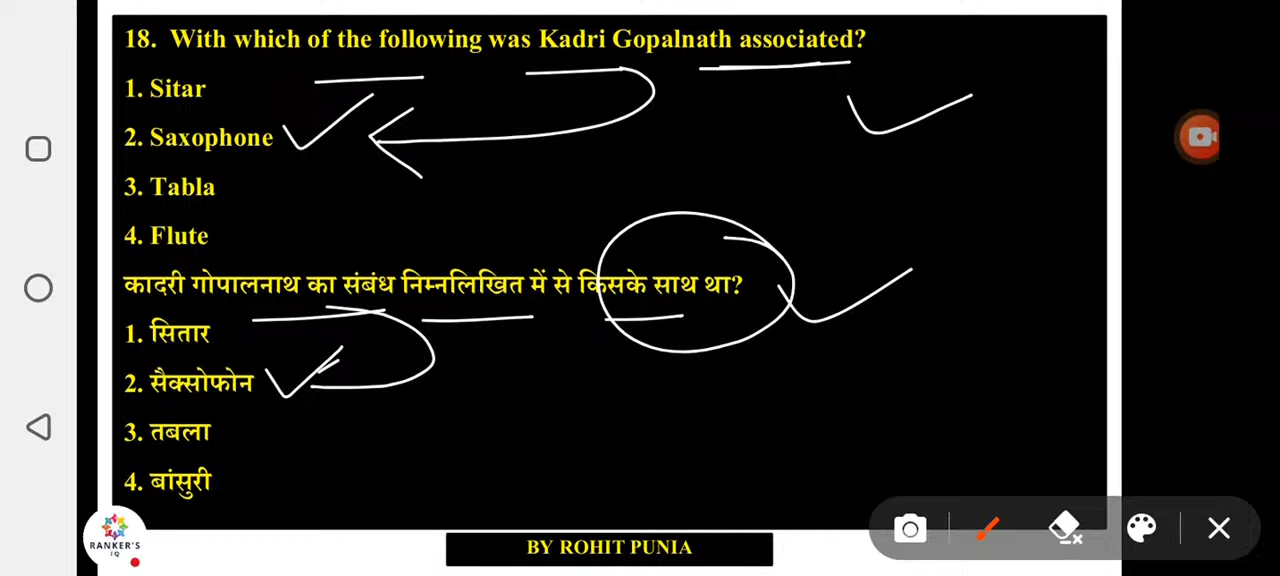 18. With which of the following was Kadri Gopalnath associated?
1. Sitar
2. Saxophone
3. Tabla
4. Flute
कादरी गोपालनाथ का संबंध निम्नलिखित में से किसके साथ था?
1. सितार
2. सैक्सोफोन
3. तबला
4. बांसुरी
RANKER'S
IQ
BY ROHIT PUNIA